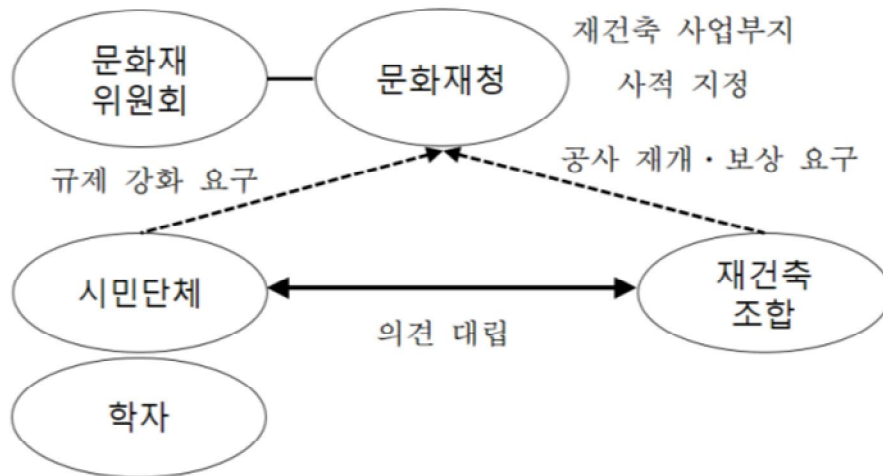 문화재
위원회
문화재청
재건축 사업부지
사적 지정
규제 강화 요구
공사 재개·보상 요구
시민단체
재건축
조합
의견 대립
학자